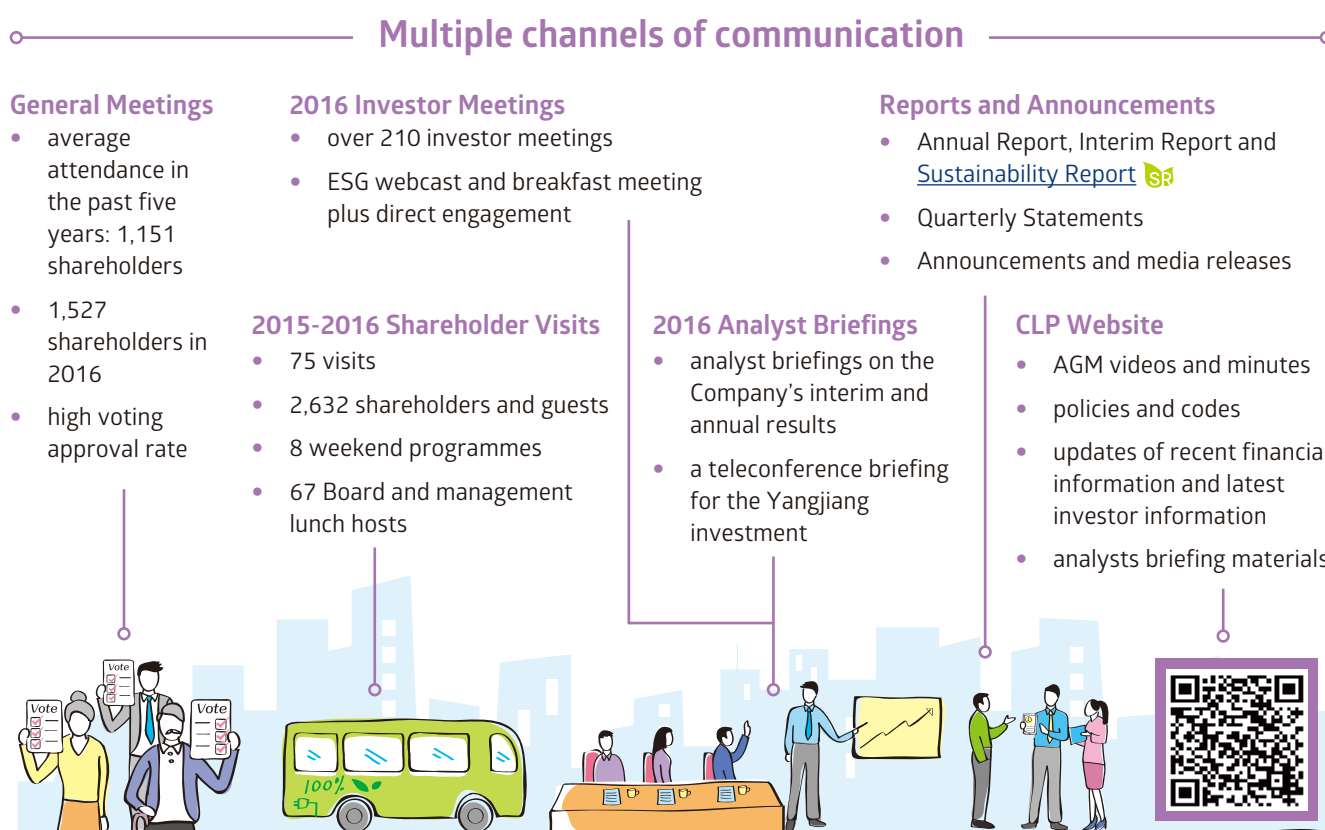 Multiple channels of communication
General Meetings
• average
attendance in
the past five
years: 1,151
shareholders
• 1,527
shareholders in
2016
• high voting
approval rate
2016 Investor Meetings
• over 210 investor meetings
• ESG webcast and breakfast meeting
plus direct engagement
Reports and Announcements
• Annual Report, Interim Report and
Sustainability Report SR
• Quarterly Statements
• Announcements and media releases
2015-2016 Shareholder Visits
• 75 visits
• 2,632 shareholders and guests
• 8 weekend programmes
• 67 Board and management
lunch hosts
2016 Analyst Briefings
• analyst briefings on the
Company's interim and
annual results
• a teleconference briefing
for the Yangjiang
investment
CLP Website
• AGM videos and minutes
• policies and codes
• updates of recent financia
information and latest
investor information
• analysts briefing materials
Vote
Vote
Vote
100%